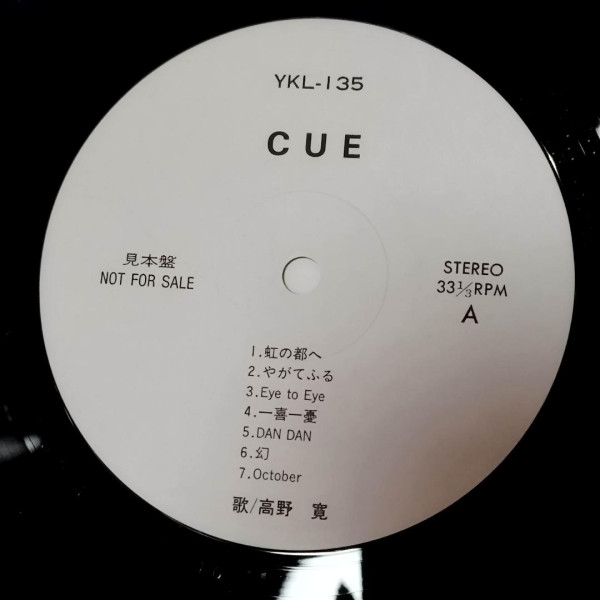 YKL-135
CUE
見本盤
NOT FOR SALE
STEREO
33⅓RPM
A
1.虹の都へ
2.やがてふる
3.Eye to Eye
4.一喜一憂
5.DAN DAN
6.幻
7.October
歌/高野 寛